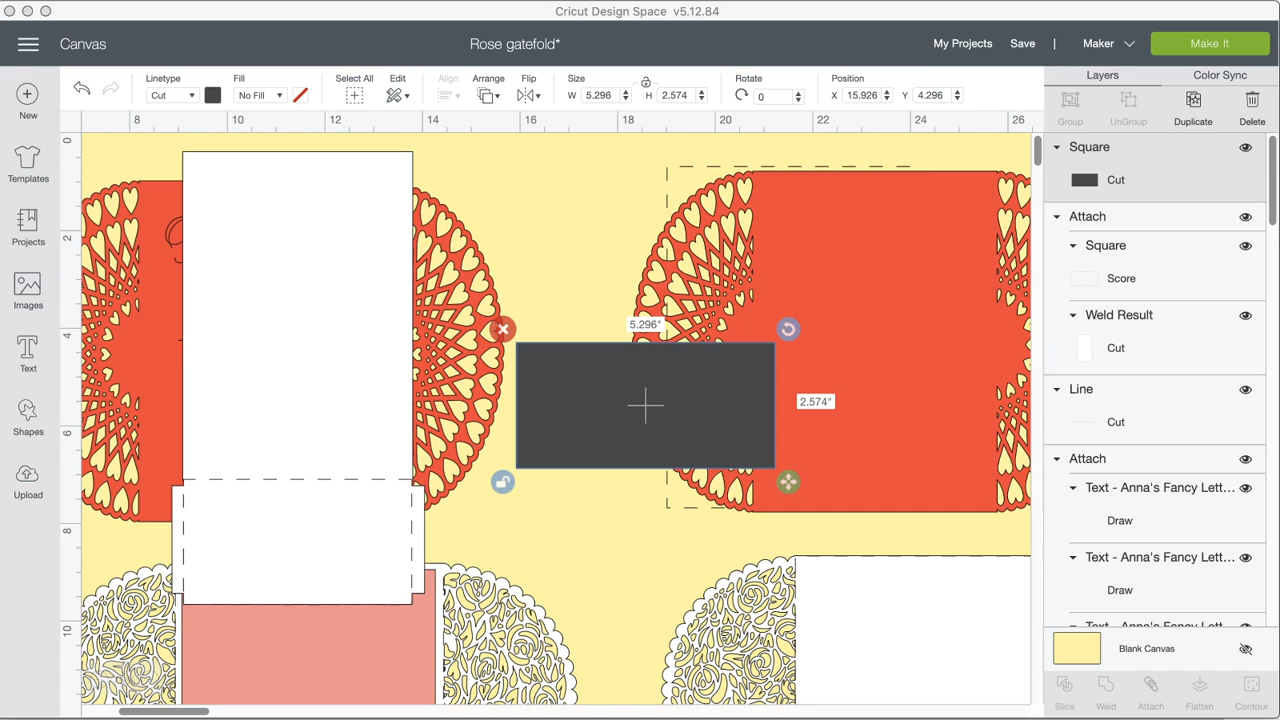 Cricut Design Space v5.12.84
Canvas
Rose gatefold*
My Projects
Save
|
Maker
Make It
New
Templates
Projects
Images
Text
Shapes
Upload
Linetype
Cut
Fill
No Fill
Select All
Edit
Align
Arrange
Flip
Size
W 5.296
H 2.574
Rotate
0
Position
X 15.926
Y 4.296
8 10 12 14 16 18 20 22 24 26
0
2
4
6
8
10
5.296"
2.574"
Layers
Color Sync
Group
UnGroup
Duplicate
Delete
Square
Cut
Attach
Square
Score
Weld Result
Cut
Line
Cut
Attach
Text - Anna's Fancy Lett...
Draw
Text - Anna's Fancy Lett...
Draw
Text - Anna's Fancy Lett...
Blank Canvas
Slice
Weld
Attach
Flatten
Contour